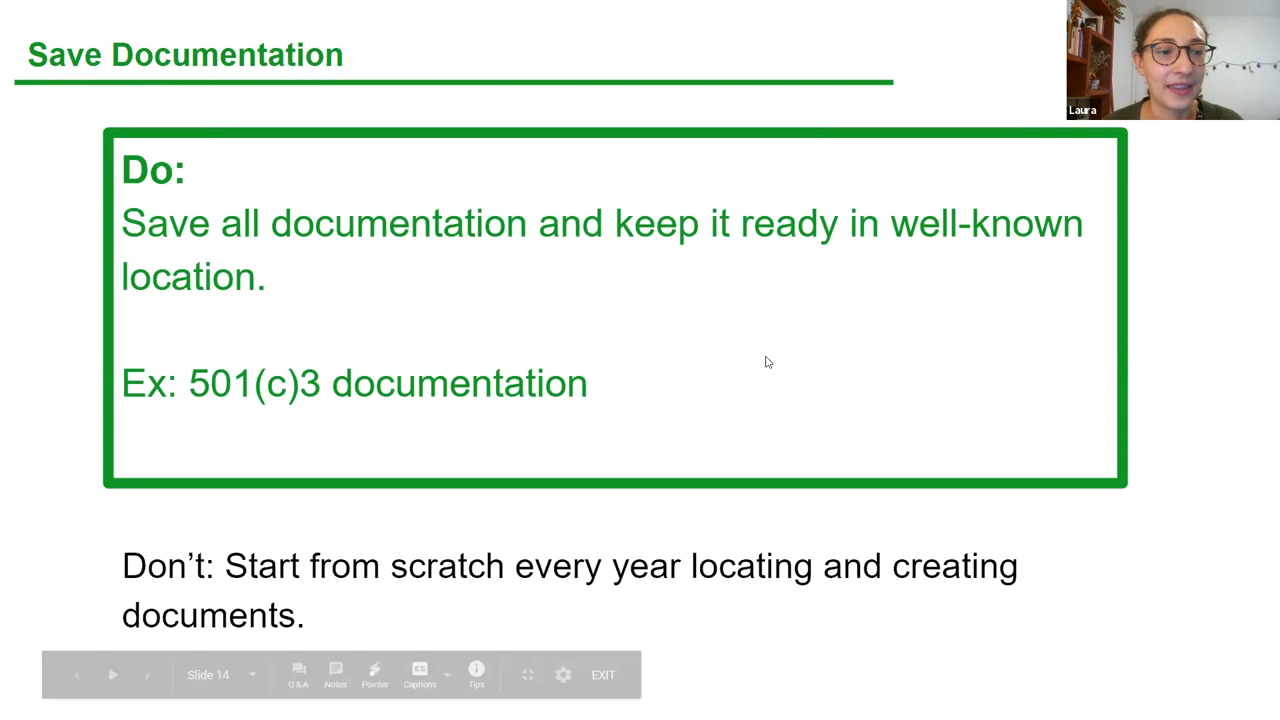 Save Documentation
Laura
Do:
Save all documentation and keep it ready in well-known
location.
Ex: 501(c)3 documentation
Don’t: Start from scratch every year locating and creating
documents.
Slide 14
Q & A
Notes
Pointer
Captions
Tips
EXIT